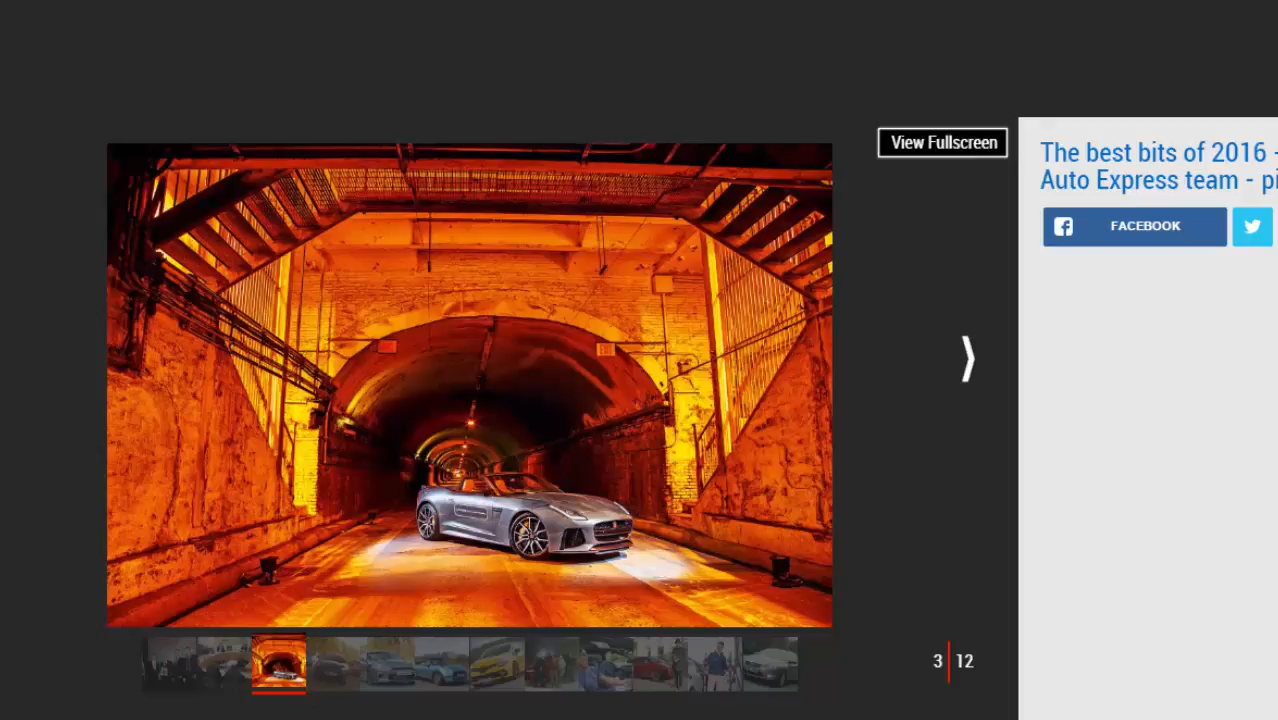 View Fullscreen
The best bits of 2016 -
Auto Express team - pi
FACEBOOK
3 12